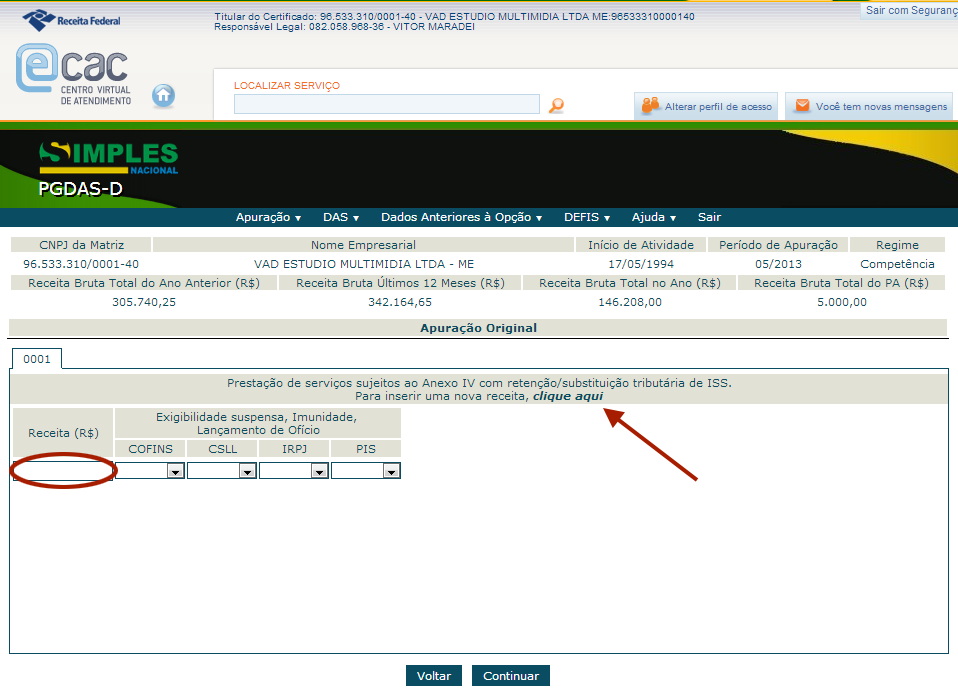 Receita Federal
Titular do Certificado: 96.533.310/0001-40 - VAD ESTUDIO MULTIMIDIA LTDA ME:96533310000140
Responsável Legal: 082.058.968-36 - VITOR MARADEI
Sair com Seguranç
ecac
CENTRO VIRTUAL
DE ATENDIMENTO
LOCALIZAR SERVIÇO
Alterar perfil de acesso
Você tem novas mensagens
SIMPLES
NACIONAL
PGDAS-D
Apuração DAS Dados Anteriores à Opção DEFIS Ajuda Sair
CNPJ da Matriz Nome Empresarial Início de Atividade Período de Apuração Regime
96.533.310/0001-40 VAD ESTUDIO MULTIMIDIA LTDA - ME 17/05/1994 05/2013 Competência
Receita Bruta Total do Ano Anterior (R$) Receita Bruta Últimos 12 Meses (R$) Receita Bruta Total no Ano (R$) Receita Bruta Total do PA (R$)
305.740,25 342.164,65 146.208,00 5.000,00
Apuração Original
0001
Prestação de serviços sujeitos ao Anexo IV com retenção/substituição tributária de ISS.
Para inserir uma nova receita, clique aqui
Receita (R$)
Exigibilidade suspensa, Imunidade,
Lançamento de Ofício
COFINS CSLL IRPJ PIS
Voltar Continuar